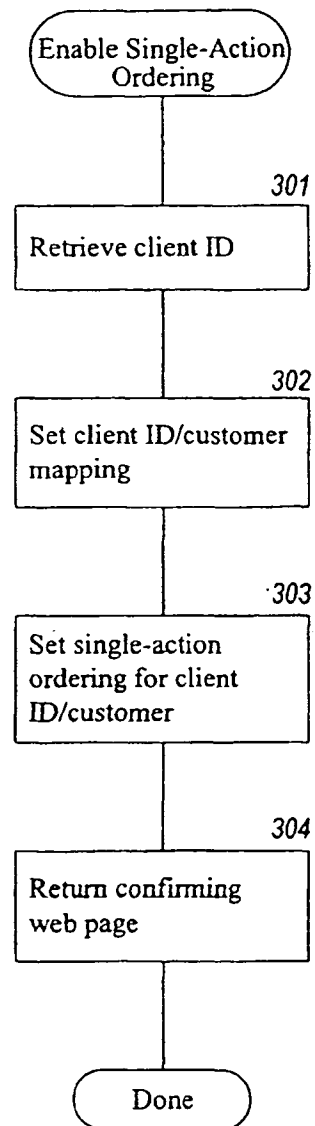 Enable Single-Action
Ordering
301
Retrieve client ID
302
Set client ID/customer
mapping
303
Set single-action
ordering for client
ID/customer
304
Return confirming
web page
Done